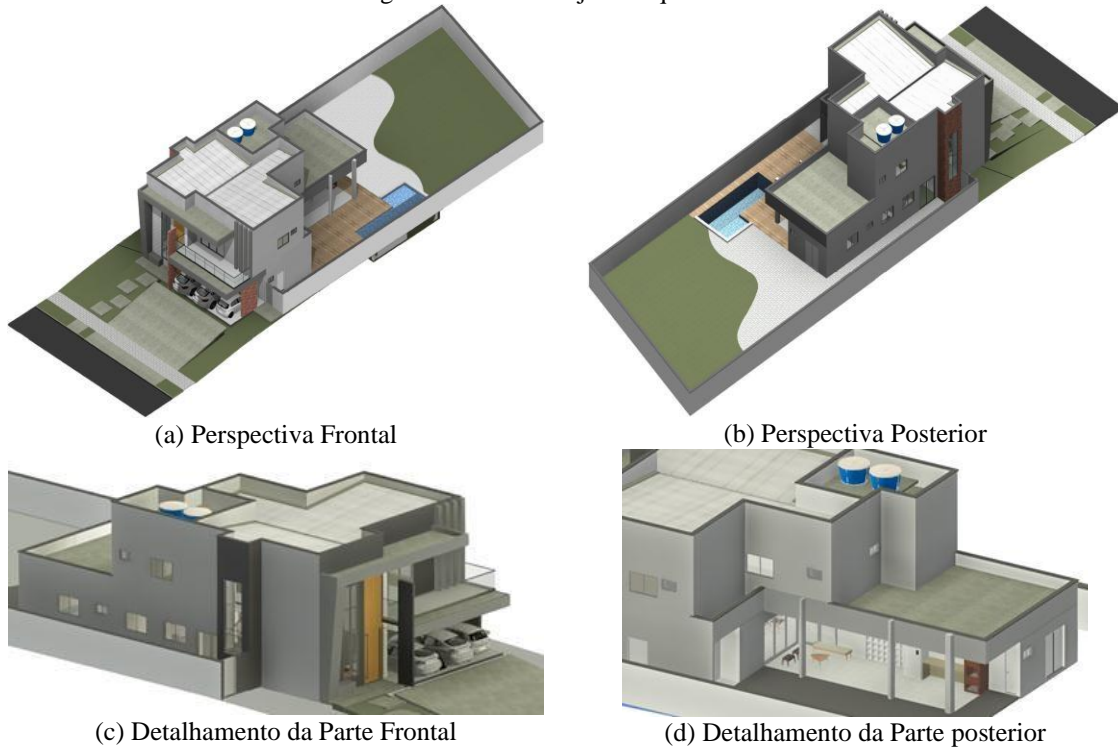 (a) Perspectiva Frontal
(b) Perspectiva Posterior
(c) Detalhamento da Parte Frontal
(d) Detalhamento da Parte posterior